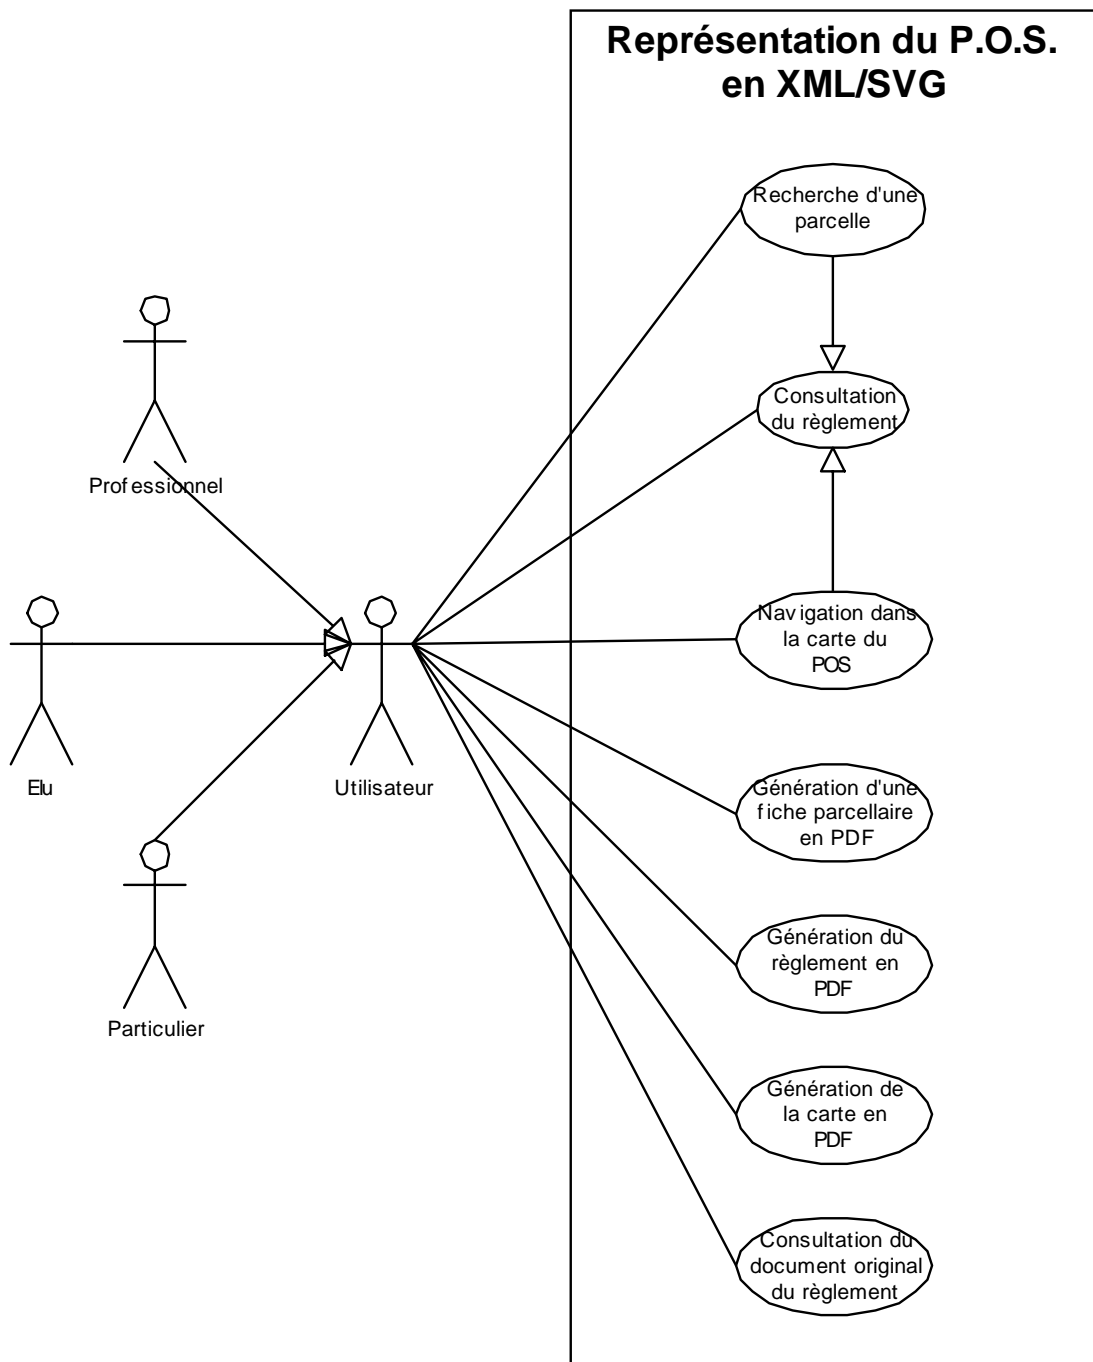 Représentation du P.O.S.
en XML/SVG
Recherche d'une
parcelle
Consultation
du règlement
Professionnel
Navigation dans
la carte du
POS
Elu
Utilisateur
Génération d'une
fiche parcellaire
en PDF
Particulier
Génération du
règlement en
PDF
Génération de
la carte en
PDF
Consultation du
document original
du règlement